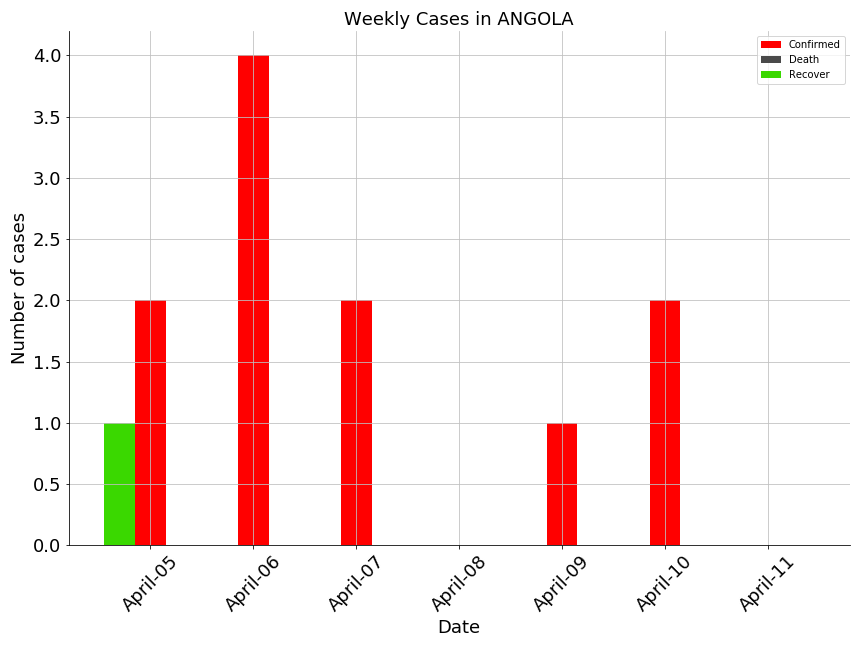 Weekly Cases in ANGOLA
Confirmed
Death
Recover
4.0
3.5
3.0
2.5
2.0
1.5
1.0
0.5
0.0
Number of cases
April-05
April-06
April-07
April-08
April-09
April-10
April-11
Date